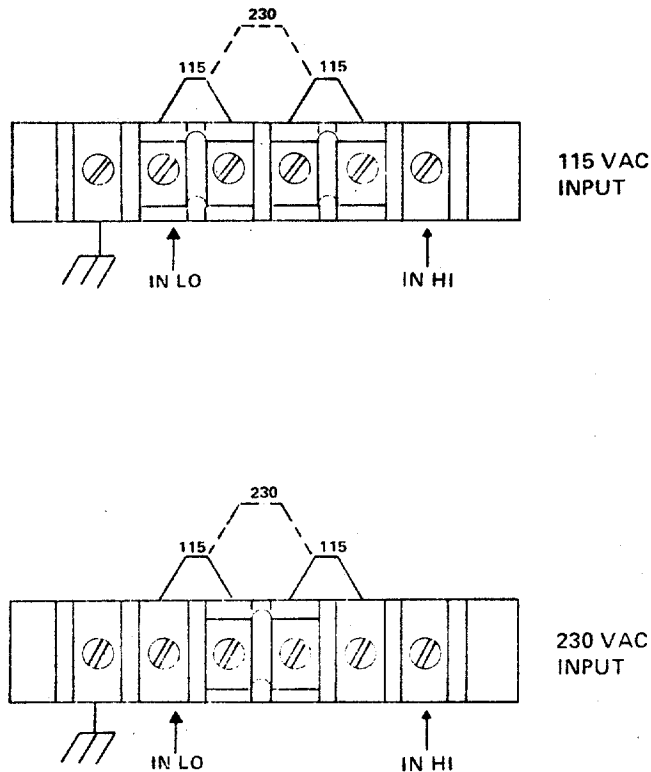 230
115 115
115 VAC
INPUT
IN LO IN HI
230
115 115
230 VAC
INPUT
IN LO IN HI